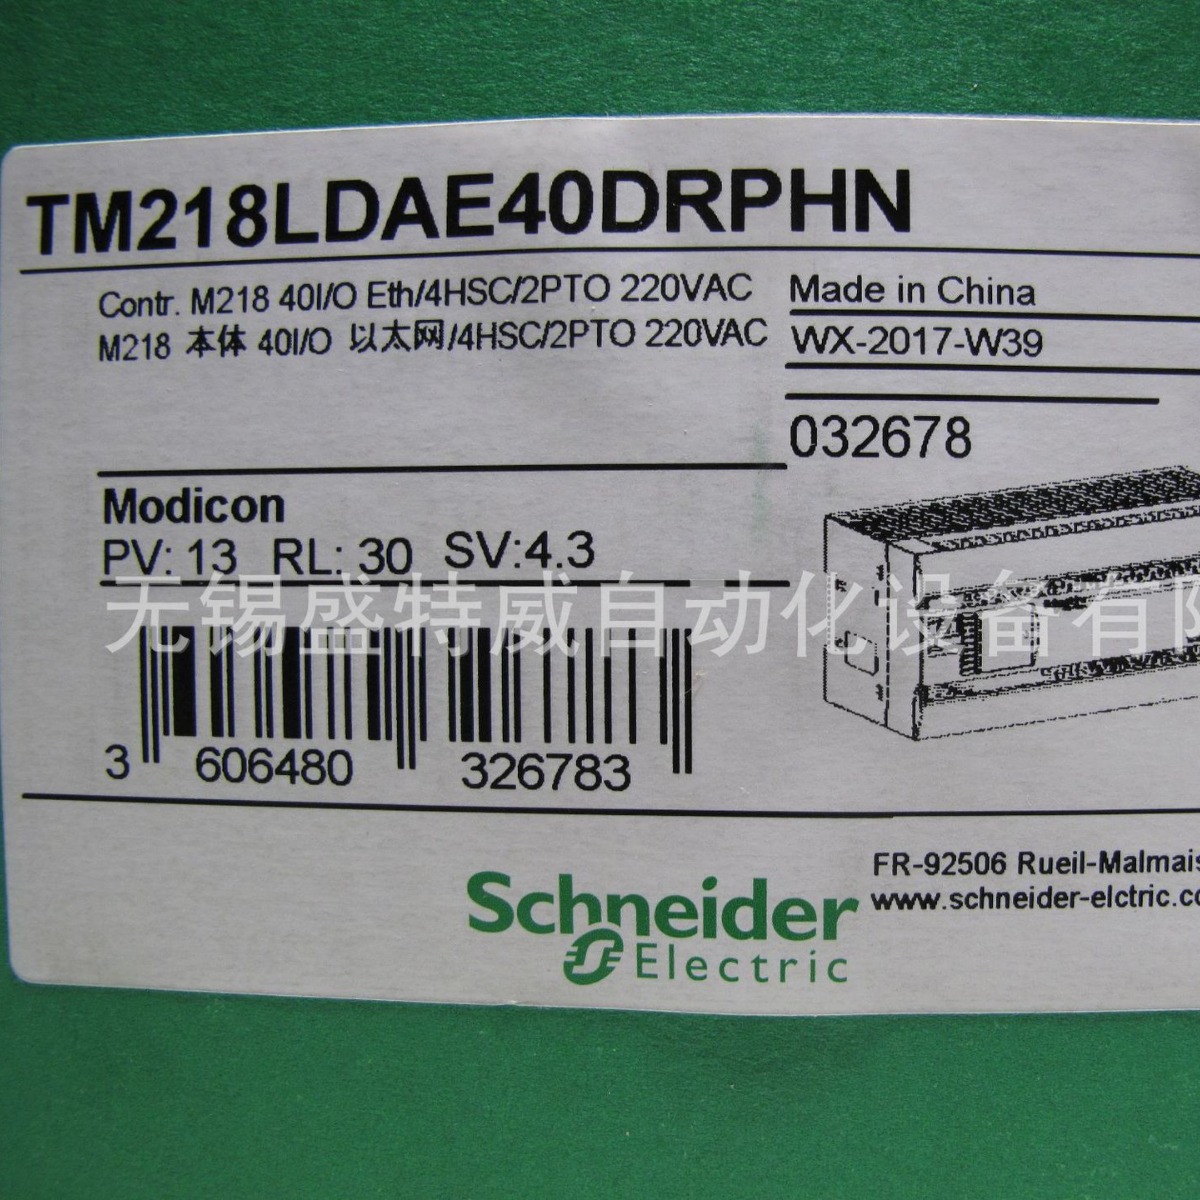 TM218LDAE40DRPHN
Contr. M218 40I/O Eth/4HSC/2PTO 220VAC
M218 本体 40I/O 以太网/4HSC/2PTO 220VAC
Made in China
WX-2017-W39
032678
Modicon
PV: 13 RL: 30 SV:4.3
无锡盛特威自动化设备有限
3 606480 326783
Schneider
Electric
FR-92506 Rueil-Malmais
www.schneider-elctric.co